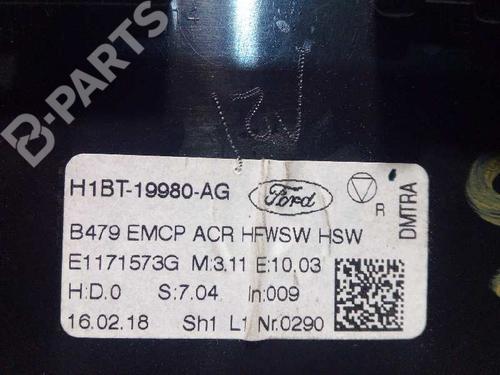 B-PARTS
H1BT-19980-AG Ford R
DMTRA
B479 EMCP ACR HFWSW HSW
E1171573G M:3.11 E:10.03
H:D.0 S:7.04 In:009
16.02.18 Sh1 L1 Nr.0290